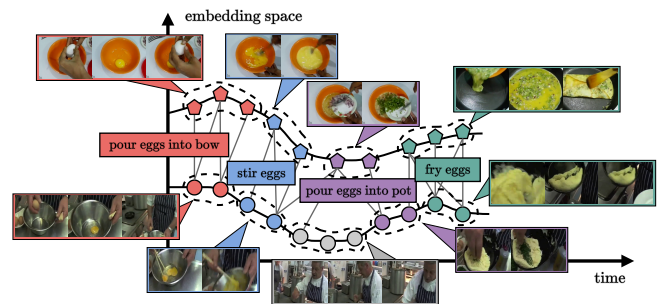 embedding space
pour eggs into bow
stir eggs
fry eggs
pour eggs into pot
time